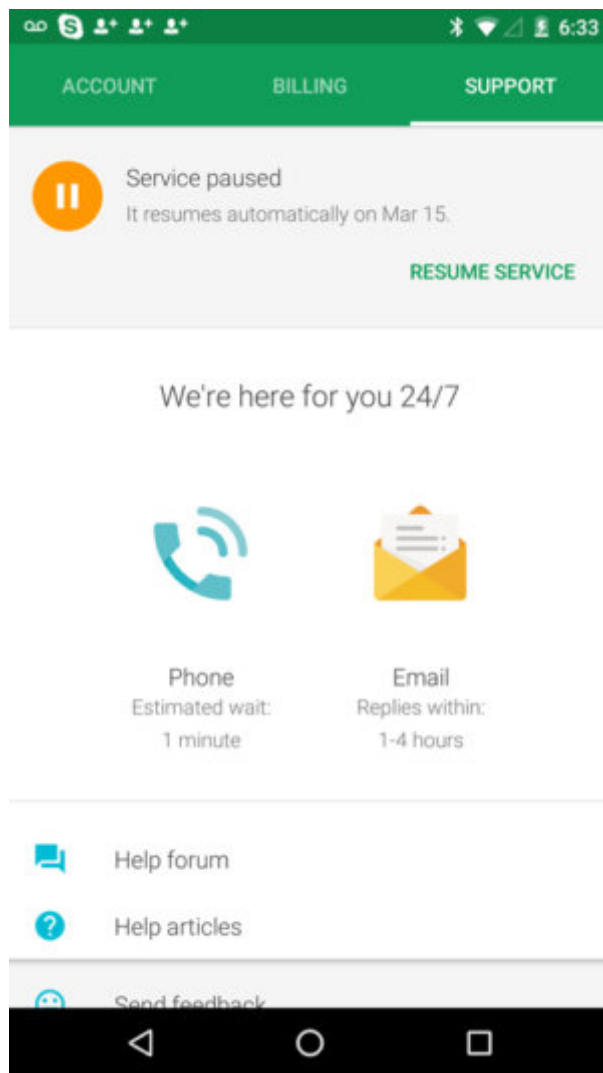 6:33
ACCOUNT BILLING SUPPORT
Service paused
It resumes automatically on Mar 15.
RESUME SERVICE
We're here for you 24/7
Phone
Estimated wait:
1 minute
Email
Replies within:
1-4 hours
Help forum
Help articles
Send feedback